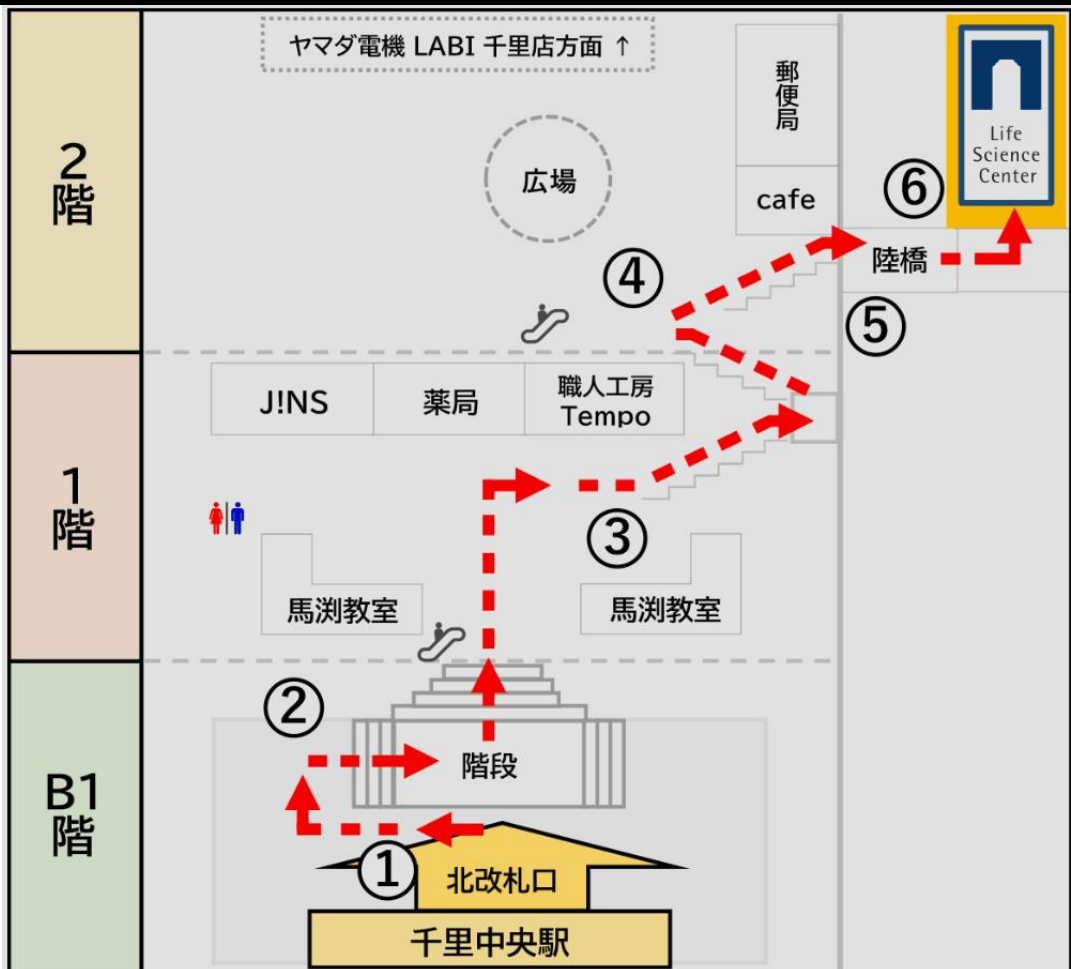 ヤマダ電機 LABI 千里店方面 ↑
2
階
広場
郵
便
局
cafe
Life
Science
Center
⑥
④
陸橋
⑤
1
階
J!NS
薬局
職人工房
Tempo
③
馬渕教室
馬渕教室
B1
階
②
階段
①
北改札口
千里中央駅